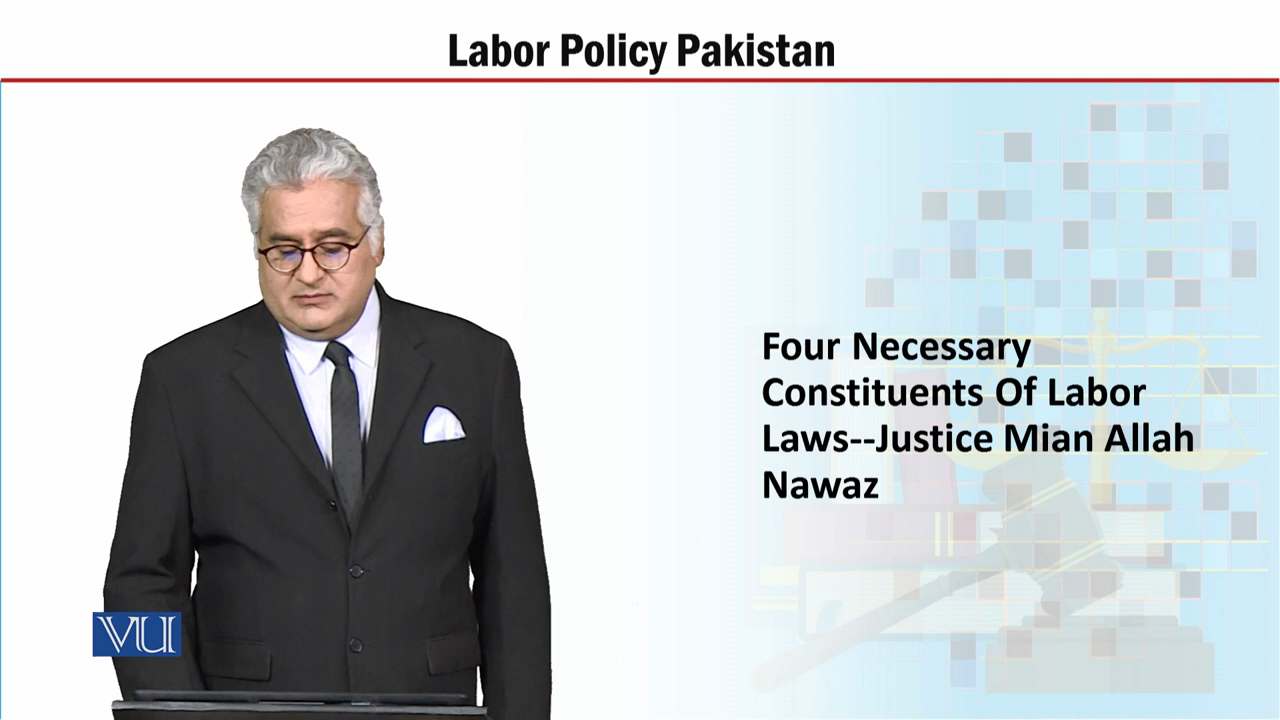 Labor Policy Pakistan
Four Necessary
Constituents Of Labor
Laws--Justice Mian Allah
Nawaz
VU